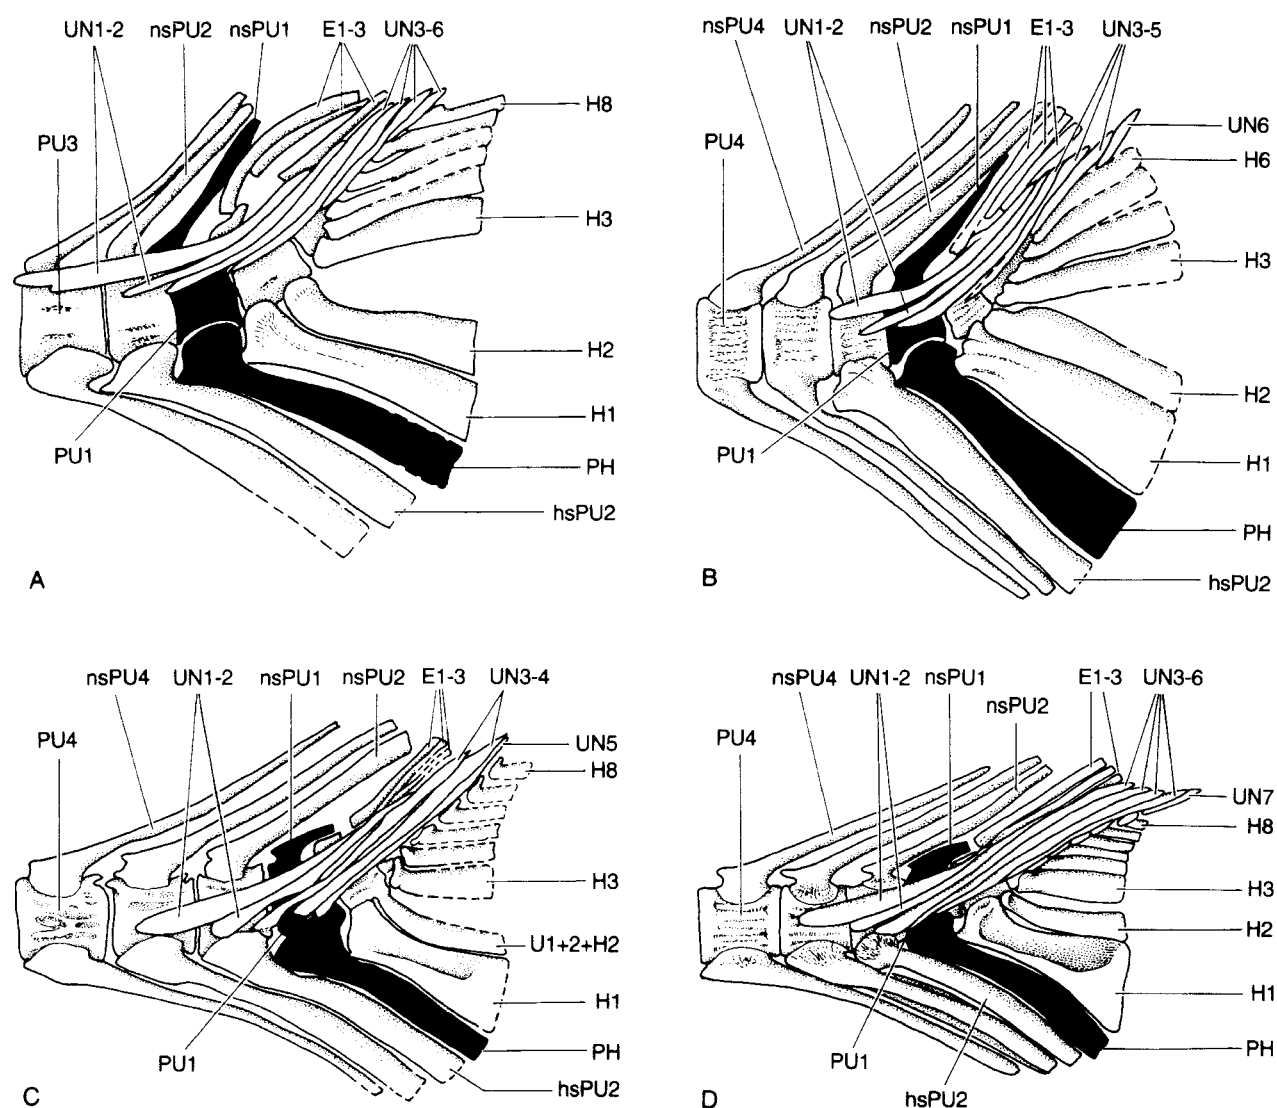 UN1-2 nsPU2 nsPU1 E1-3 UN3-6
H8
PU3
H3
H2
H1
PU1
PH
hsPU2
A
nsPU4 UN1-2 nsPU2 nsPU1 E1-3 UN3-5
UN6
PU4
H6
H3
H2
PU1
H1
PH
hsPU2
B
nsPU4 UN1-2 nsPU1 nsPU2 E1-3 UN3-4
PU4
UN5
H8
H3
U1+2+H2
H1
PH
PU1
hsPU2
C
nsPU4 UN1-2 nsPU1 E1-3 UN3-6
nsPU2
PU4
UN7
H8
H3
H2
H1
PH
PU1
hsPU2
D